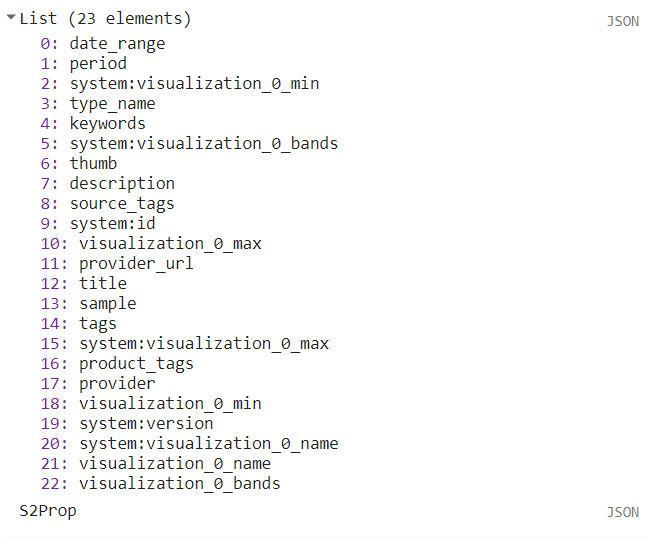 List (23 elements) JSON
0: date_range
1: period
2: system:visualization_0_min
3: type_name
4: keywords
5: system:visualization_0_bands
6: thumb
7: description
8: source_tags
9: system:id
10: visualization_0_max
11: provider_url
12: title
13: sample
14: tags
15: system:visualization_0_max
16: product_tags
17: provider
18: visualization_0_min
19: system:version
20: system:visualization_0_name
21: visualization_0_name
22: visualization_0_bands
S2Prop JSON